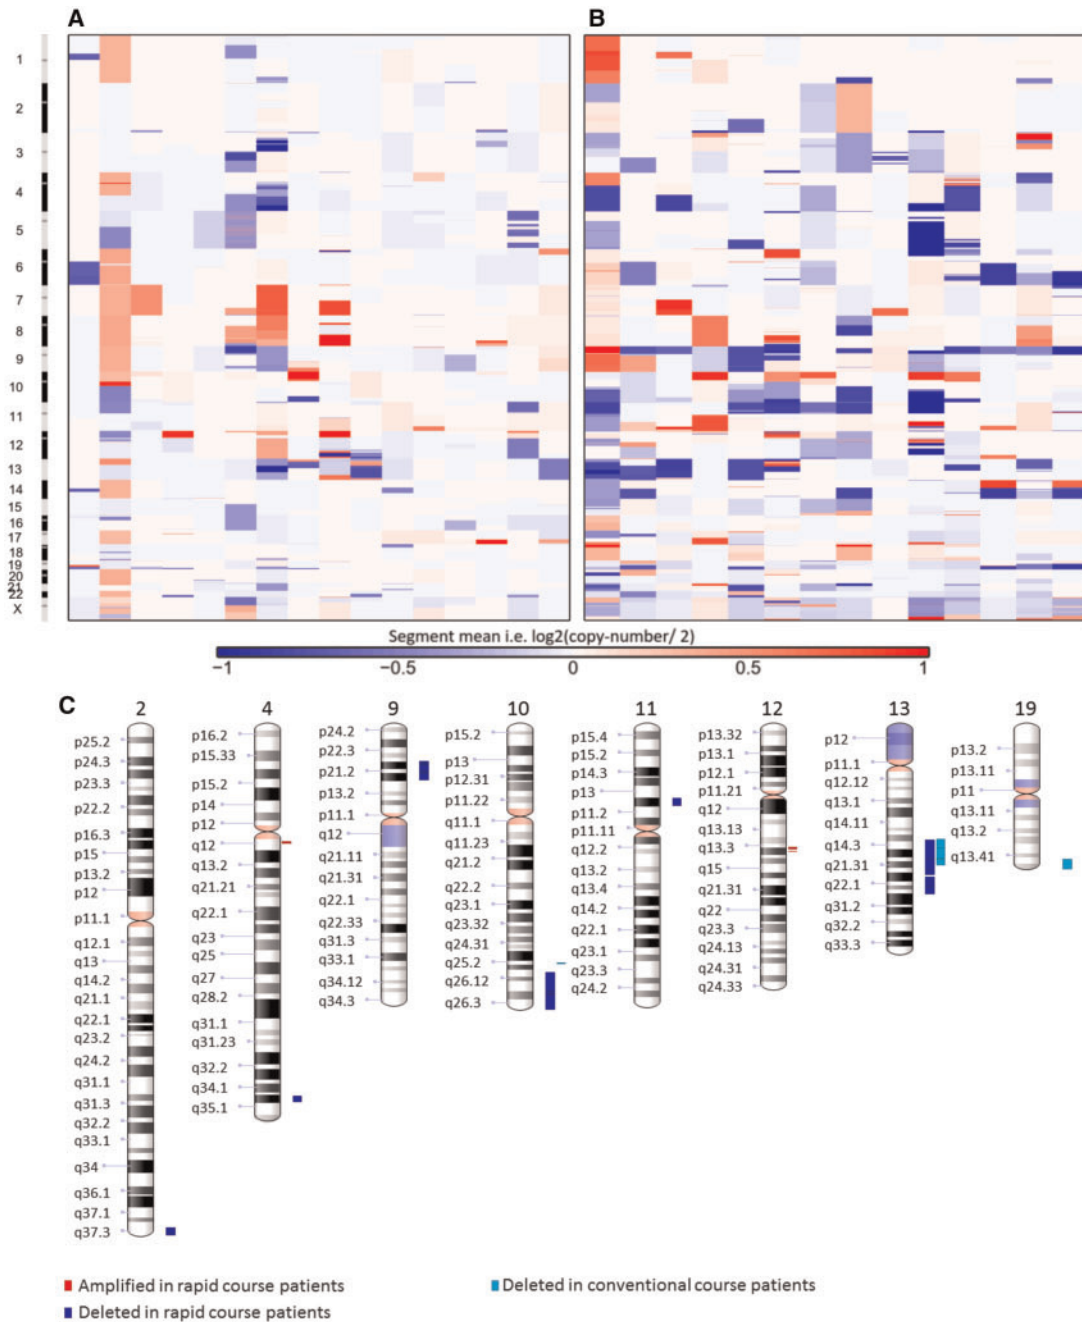 A
B
1
2
3
4
5
6
7
8
9
10
11
12
13
14
15
16
17
18
19
20
21
22
X
Segment mean i.e. log2(copy-number/ 2)
−1 −0.5 0 0.5 1
C
2
p25.2
p24.3
p23.3
p22.2
p16.3
p15
p13.2
p12
p11.1
q12.1
q13
q14.2
q21.1
q22.1
q23.2
q24.2
q31.1
q31.3
q32.2
q33.1
q34
q36.1
q37.1
q37.3
4
p16.2
p15.33
p15.2
p14
p12
q12
q13.2
q21.21
q22.1
q23
q25
q27
q28.2
q31.1
q31.23
q32.2
q34.1
q35.1
9
p24.2
p22.3
p21.2
p13.2
p11.1
q12
q21.11
q21.31
q22.1
q22.33
q31.3
q33.1
q34.12
q34.3
10
p15.2
p13
p12.31
p11.22
q11.1
q11.23
q21.2
q22.2
q23.1
q23.32
q24.31
q25.2
q26.12
q26.3
11
p15.4
p15.2
p14.3
p13
p11.2
p11.11
q12.2
q13.2
q13.4
q14.2
q22.1
q23.1
q23.3
q24.2
12
p13.32
p13.1
p12.1
p11.21
q12
q13.13
q13.3
q15
q21.31
q22
q23.3
q24.13
q24.31
q24.33
13
p12
p11.1
q12.12
q13.1
q14.11
q14.3
q21.31
q22.1
q31.2
q32.2
q33.3
19
p13.2
p13.11
p11
q13.11
q13.2
q13.41
Amplified in rapid course patients
Deleted in conventional course patients
Deleted in rapid course patients